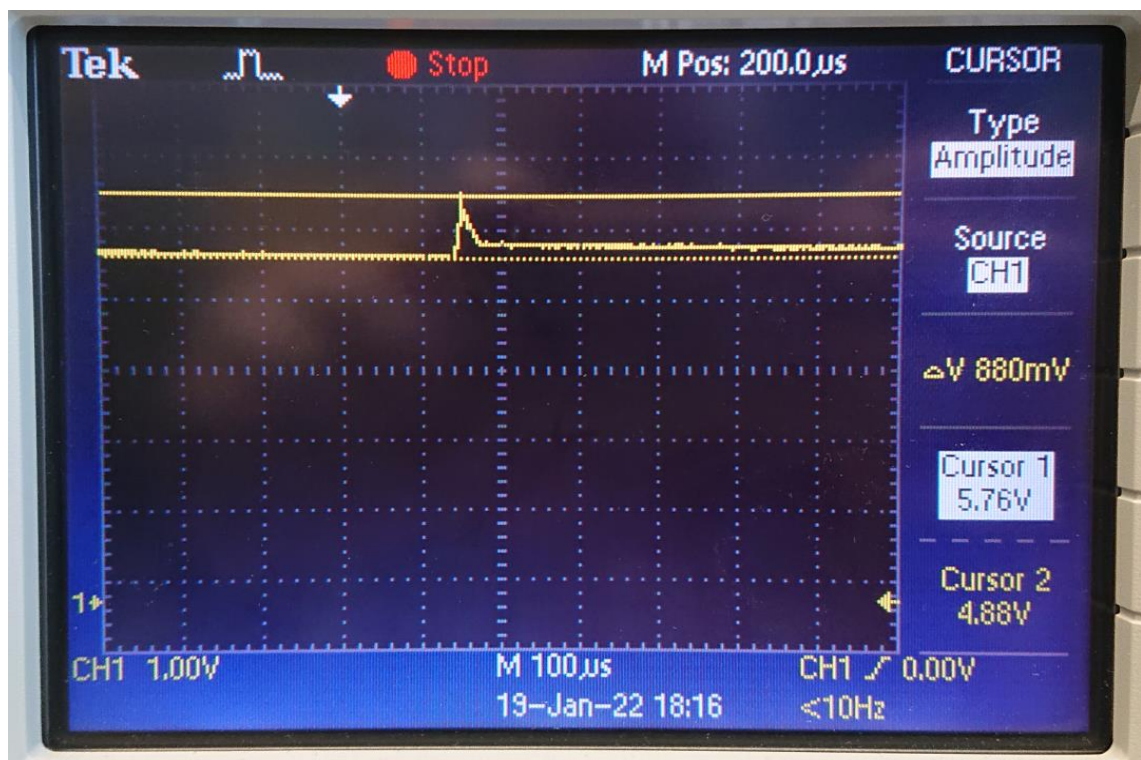 Tek Stop M Pos: 200.0µs CURSOR
Type
Amplitude
Source
CH1
△V 880mV
Cursor 1
5.76V
Cursor 2
4.88V
1
CH1 1.00V M 100µs CH1 0.00V
19-Jan-22 18:16 <10Hz